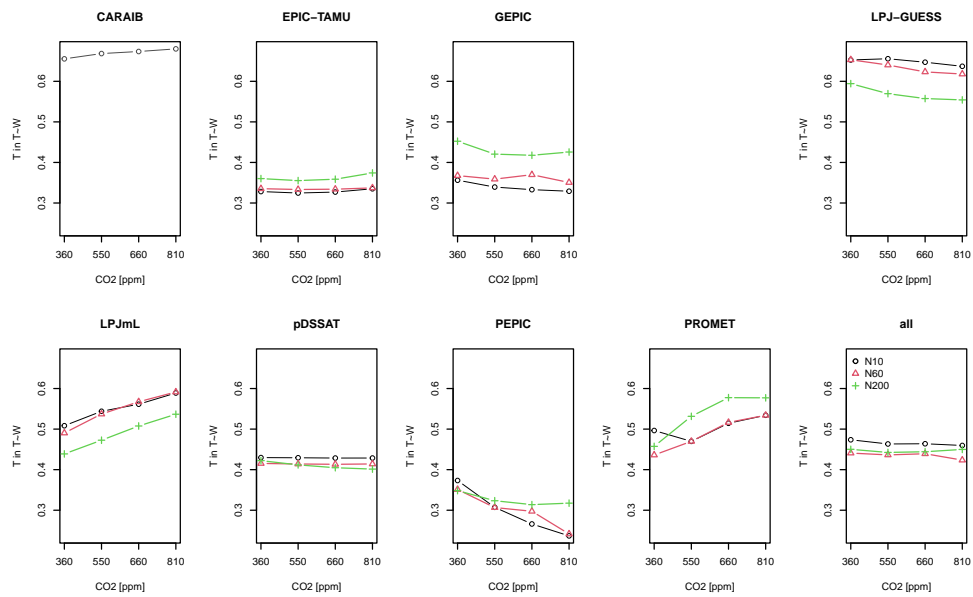 CARAIB
EPIC−TAMU
GEPIC
LPJ−GUESS
T in T−W
0.3 0.4 0.5 0.6
360 550 660 810
CO2 [ppm]
T in T−W
0.3 0.4 0.5 0.6
360 550 660 810
CO2 [ppm]
T in T−W
0.3 0.4 0.5 0.6
360 550 660 810
CO2 [ppm]
T in T−W
0.3 0.4 0.5 0.6
360 550 660 810
CO2 [ppm]
LPJmL
pDSSAT
PEPIC
PROMET
all
T in T−W
0.3 0.4 0.5 0.6
360 550 660 810
CO2 [ppm]
T in T−W
0.3 0.4 0.5 0.6
360 550 660 810
CO2 [ppm]
T in T−W
0.3 0.4 0.5 0.6
360 550 660 810
CO2 [ppm]
T in T−W
0.3 0.4 0.5 0.6
360 550 660 810
CO2 [ppm]
T in T−W
0.3 0.4 0.5 0.6
N10
N60
N200
360 550 660 810
CO2 [ppm]